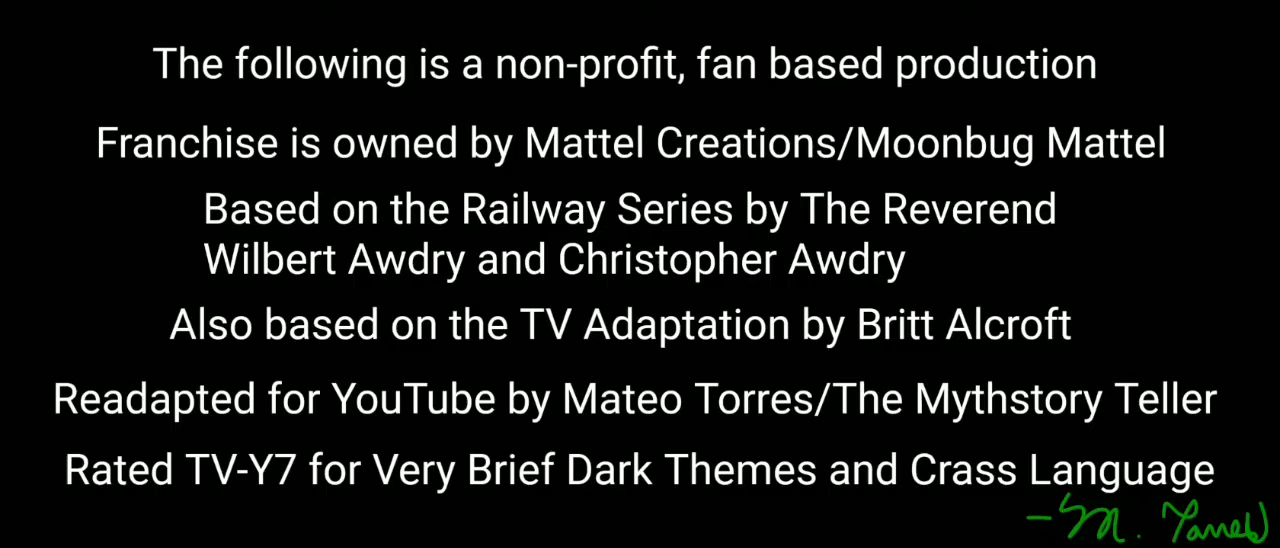 The following is a non-profit, fan based production
Franchise is owned by Mattel Creations/Moonbug Mattel
Based on the Railway Series by The Reverend
Wilbert Awdry and Christopher Awdry
Also based on the TV Adaptation by Britt Alcroft
Readapted for YouTube by Mateo Torres/The Mythstory Teller
Rated TV-Y7 for Very Brief Dark Themes and Crass Language
-M.